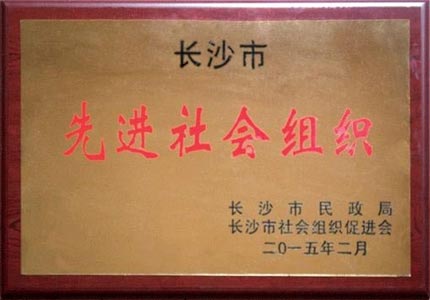 长沙市
先进社会组织
长沙市民政局
长沙市社会组织促进会
二〇一五年二月